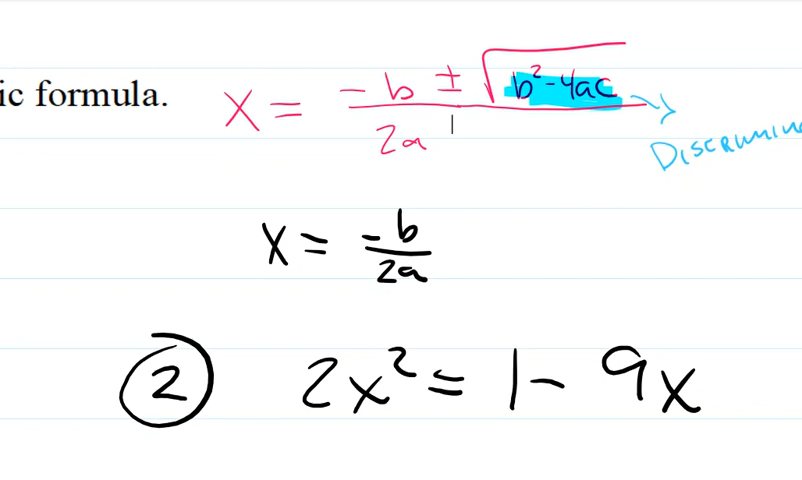 ic formula. x = -b ± √b² - 4ac / 2a
Discrimin
x = -b / 2a
② 2x² = 1 - 9x